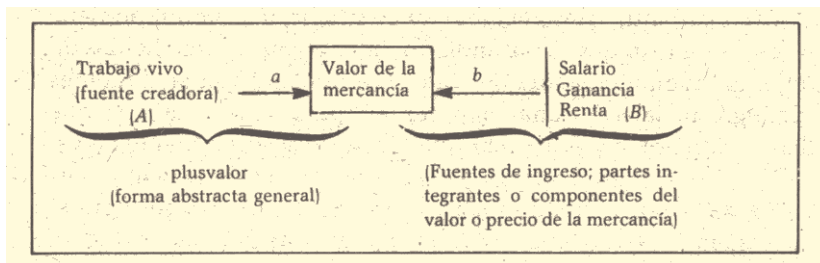 Trabajo vivo
(fuente creadora)
(A)
a
Valor de la
mercancía
b
Salario
Ganancia
Renta (B)
plusvalor
(forma abstracta general)
(Fuentes de ingreso; partes in-
tegrantes o componentes del
valor o precio de la mercancía)